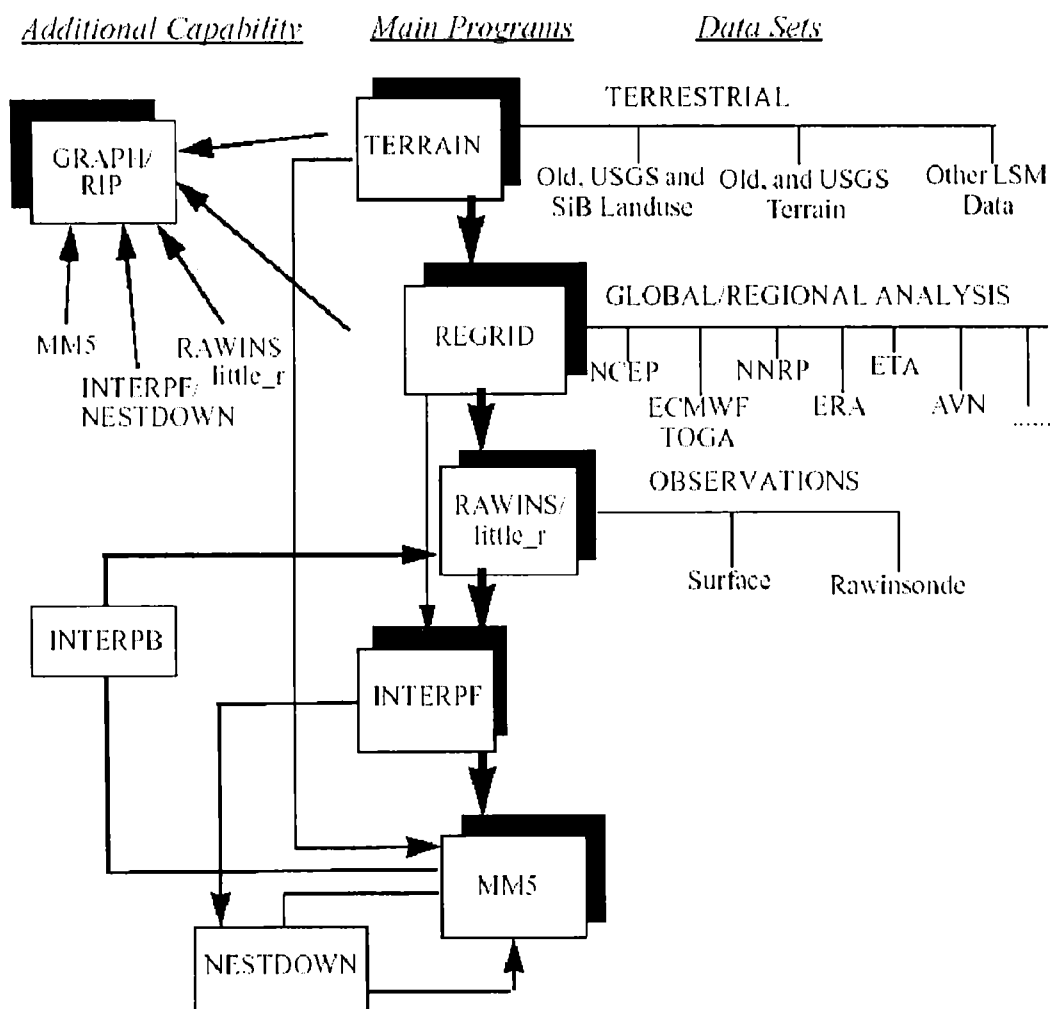 Additional Capability
Main Programs
Data Sets
TERRESTRIAL
TERRAIN
GRAPH/
RIP
Old, USGS and
SiB Landuse
Old, and USGS
Terrain
Other LSM
Data
GLOBAL/REGIONAL ANALYSIS
REGRID
MM5
INTERPF/
NESTDOWN
RAWINS
little_r
NCEP
ECMWF
TOGA
NNRP
ERA
ETA
AVN
......
OBSERVATIONS
RAWINS/
little_r
Surface
Rawinsonde
INTERPB
INTERPF
MM5
NESTDOWN